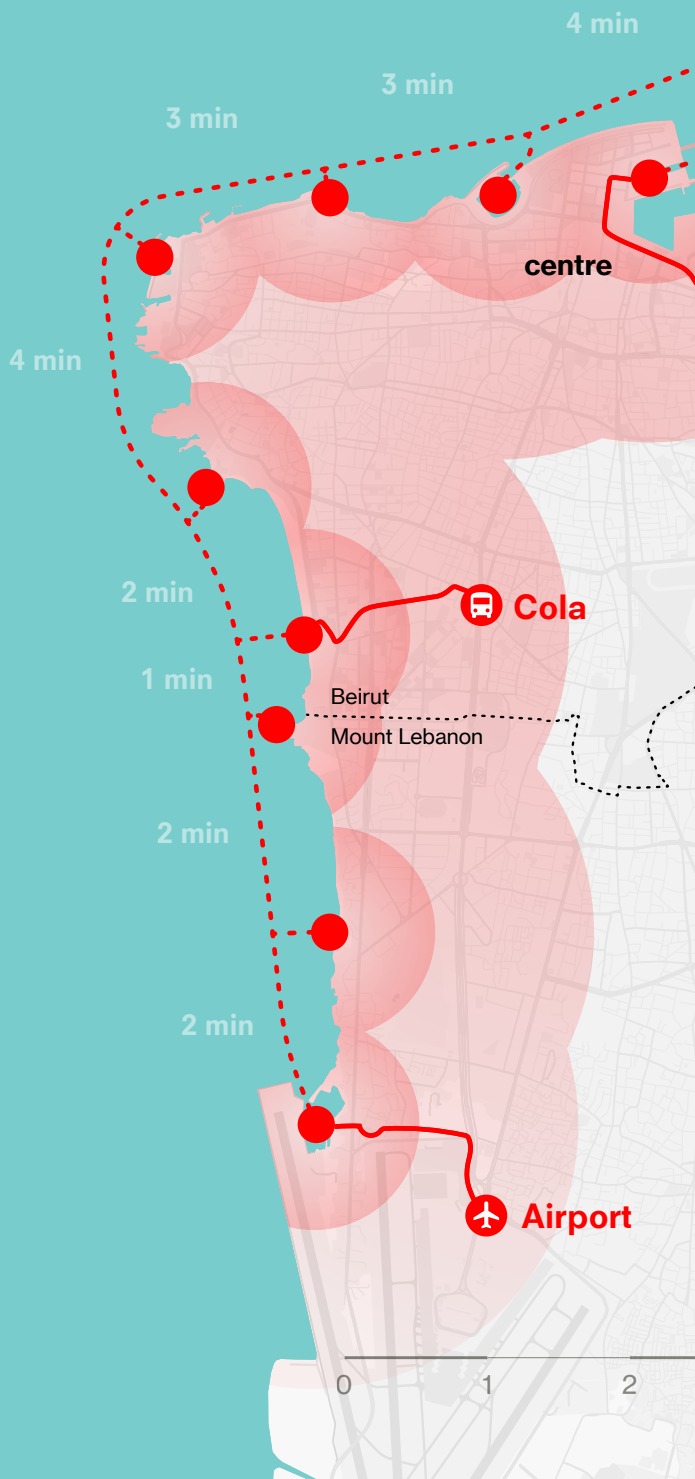 4 min
3 min
3 min
centre
4 min
2 min
Cola
1 min
Beirut
Mount Lebanon
2 min
2 min
Airport
0 1 2